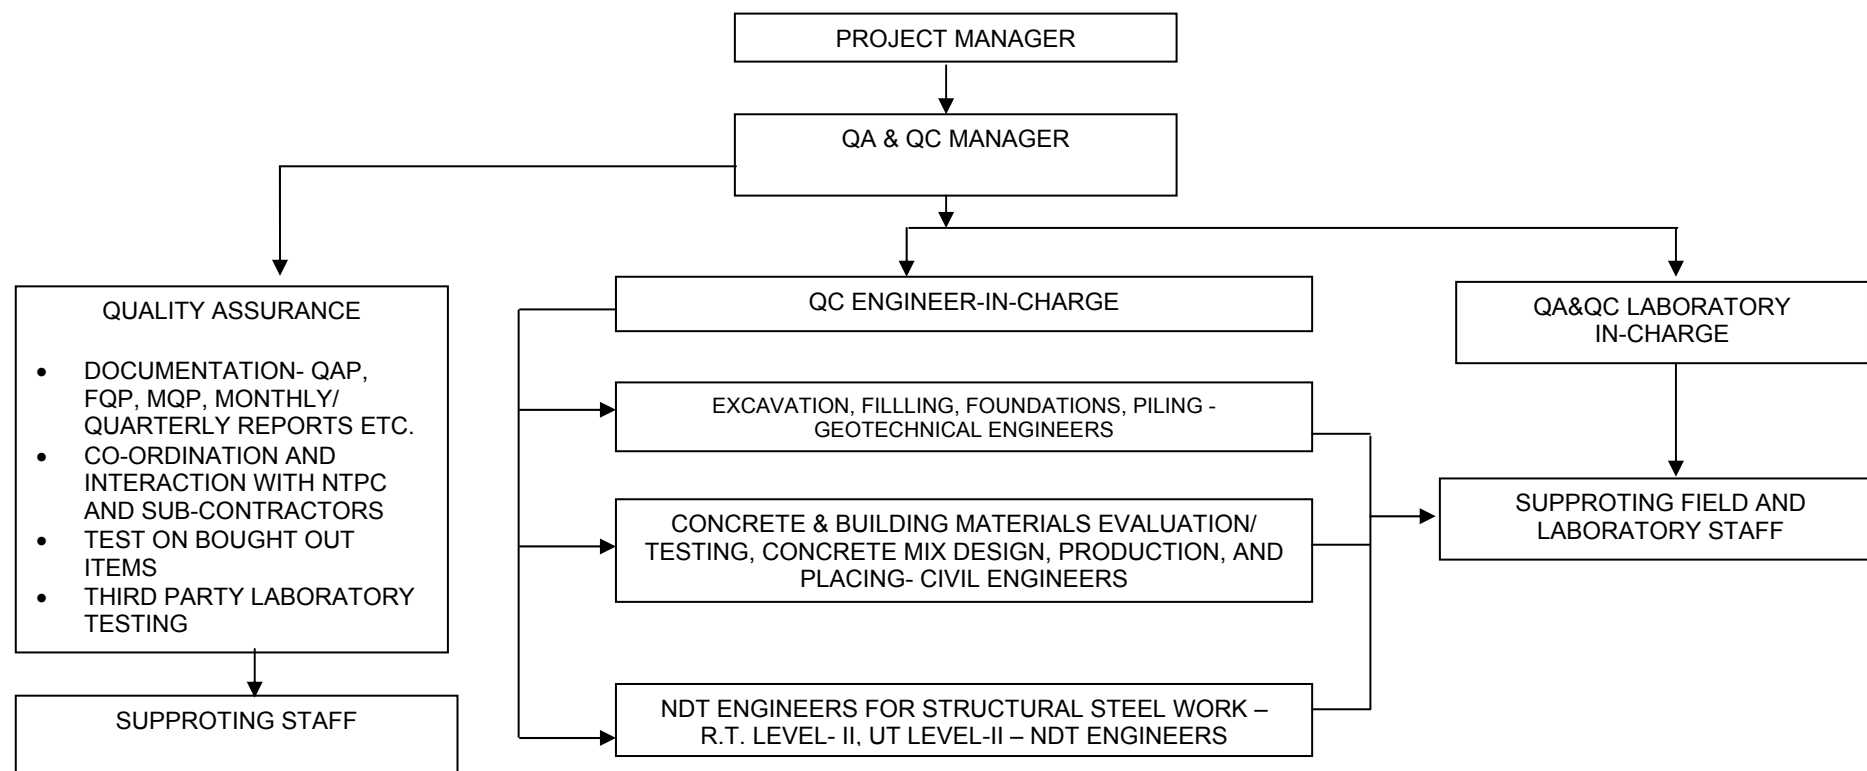 PROJECT MANAGER
QA & QC MANAGER
QUALITY ASSURANCE
• DOCUMENTATION- QAP,
FQP, MQP, MONTHLY/
QUARTERLY REPORTS ETC.
• CO-ORDINATION AND
INTERACTION WITH NTPC
AND SUB-CONTRACTORS
• TEST ON BOUGHT OUT
ITEMS
• THIRD PARTY LABORATORY
TESTING
SUPPROTING STAFF
QC ENGINEER-IN-CHARGE
EXCAVATION, FILLLING, FOUNDATIONS, PILING -
GEOTECHNICAL ENGINEERS
CONCRETE & BUILDING MATERIALS EVALUATION/
TESTING, CONCRETE MIX DESIGN, PRODUCTION, AND
PLACING- CIVIL ENGINEERS
NDT ENGINEERS FOR STRUCTURAL STEEL WORK –
R.T. LEVEL- II, UT LEVEL-II – NDT ENGINEERS
QA&QC LABORATORY
IN-CHARGE
SUPPROTING FIELD AND
LABORATORY STAFF